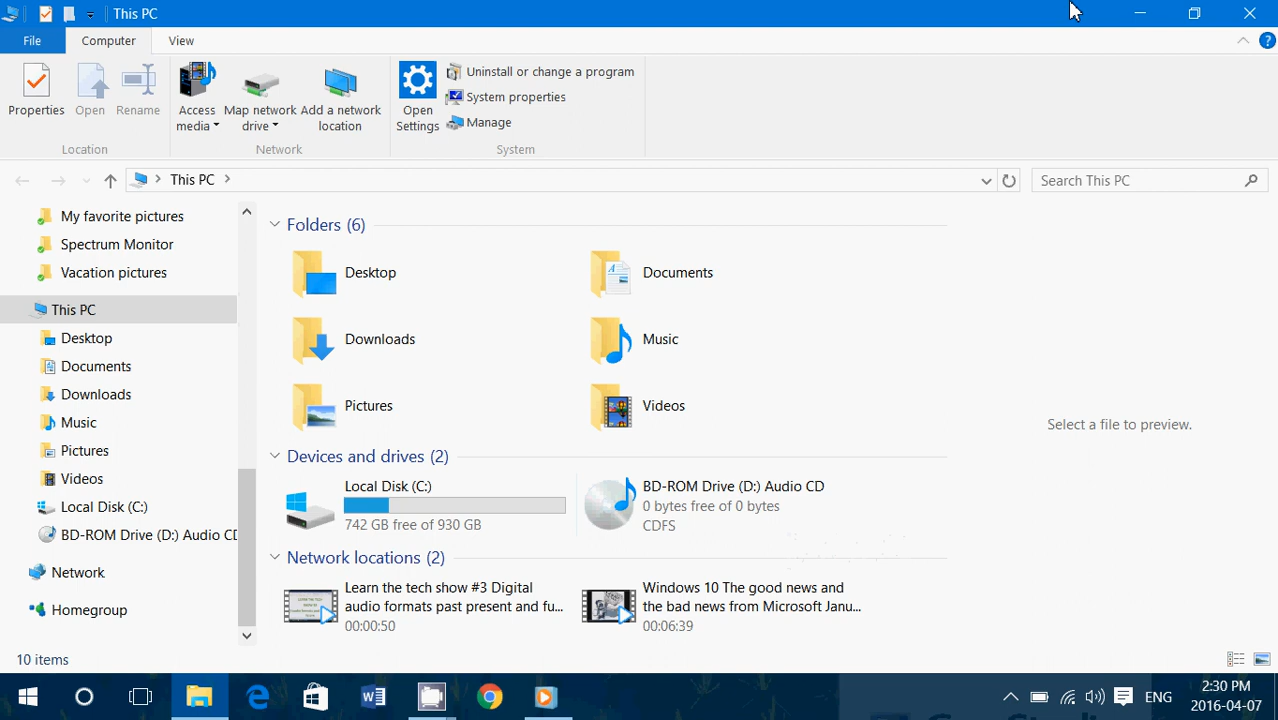 This PC
File
Computer
View
Properties
Open
Rename
Access media
Map network drive
Add a network location
Open Settings
Uninstall or change a program
System properties
Manage
Location
Network
System
This PC
Search This PC
My favorite pictures
Spectrum Monitor
Vacation pictures
This PC
Desktop
Documents
Downloads
Music
Pictures
Videos
Local Disk (C:)
BD-ROM Drive (D:) Audio CD
Network
Homegroup
Folders (6)
Desktop
Documents
Downloads
Music
Pictures
Videos
Devices and drives (2)
Local Disk (C:)
742 GB free of 930 GB
BD-ROM Drive (D:) Audio CD
0 bytes free of 0 bytes
CDFS
Network locations (2)
Learn the tech show #3 Digital
audio formats past present and fu...
00:00:50
Windows 10 The good news and
the bad news from Microsoft Janu...
00:06:39
Select a file to preview.
10 items
ENG
2:30 PM
2016-04-07